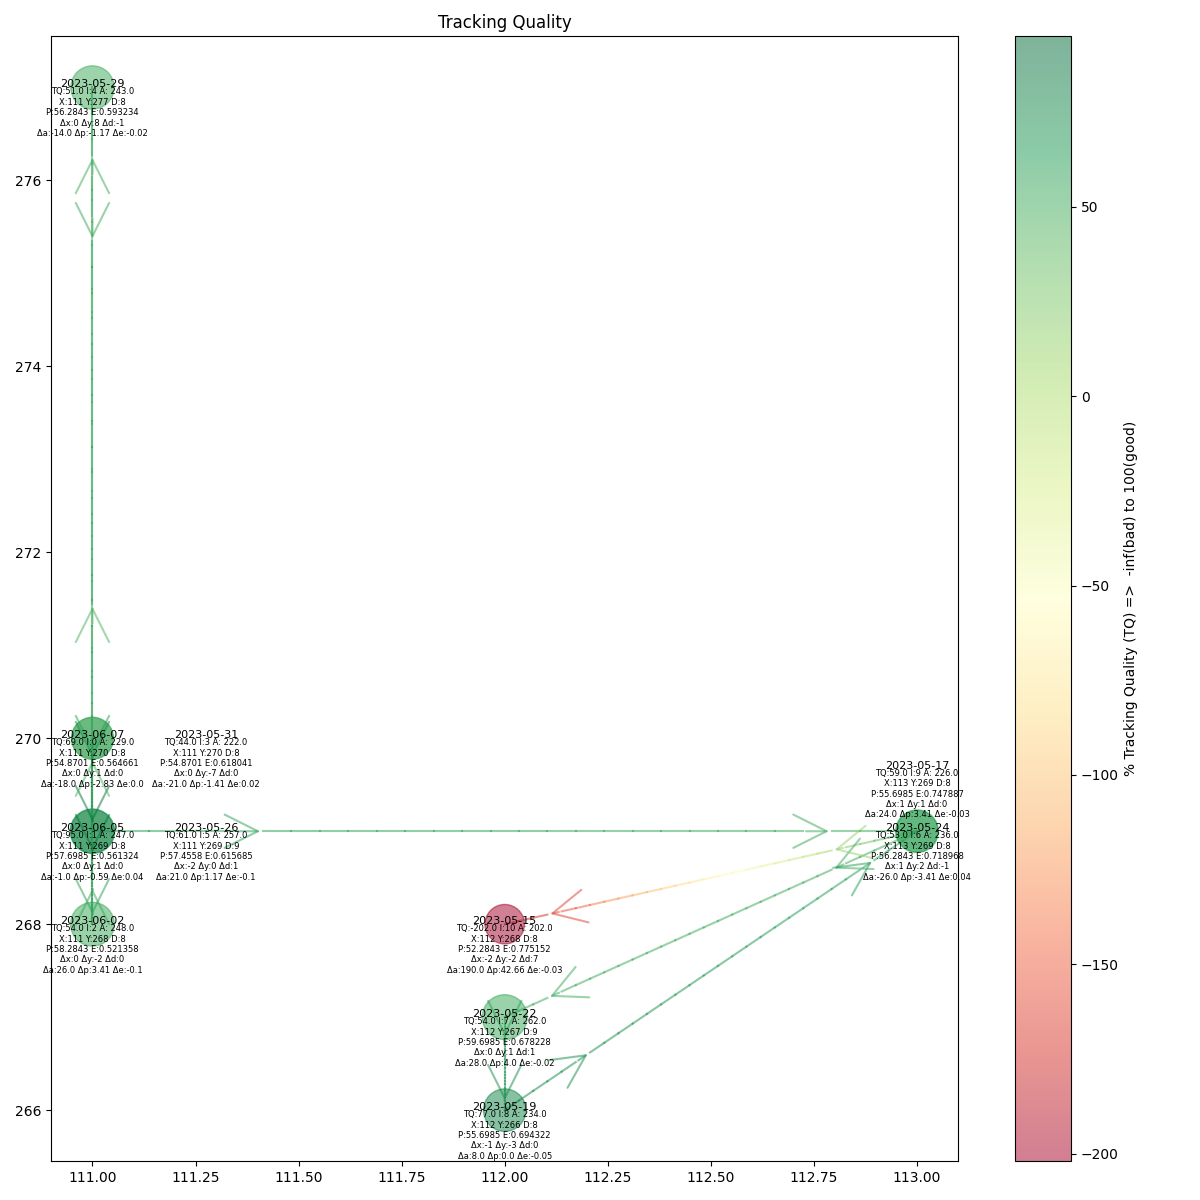 Tracking Quality
2023-05-29
TQ:51.0 I:4 A: 243.0
X:111 Y:277 D:8
P:56.2843 E:0.593234
Δx:0 Δy:8 Δd:-1
Δa:-14.0 Δp:-1.17 Δe:-0.02
2023-06-07
TQ:69.0 I:0 A: 229.0
X:111 Y:270 D:8
P:54.8701 E:0.564661
Δx:0 Δy:1 Δd:0
Δa:-18.0 Δp:-2.83 Δe:0.0
2023-05-31
TQ:44.0 I:3 A: 222.0
X:111 Y:270 D:8
P:54.8701 E:0.618041
Δx:0 Δy:-7 Δd:0
Δa:-21.0 Δp:-1.41 Δe:0.02
2023-05-17
TQ:59.0 I:9 A: 226.0
X:113 Y:269 D:8
P:55.6985 E:0.747887
Δx:1 Δy:1 Δd:0
Δa:24.0 Δp:3.41 Δe:-0.03
2023-06-05
TQ:95.0 I:1 A: 247.0
X:111 Y:269 D:8
P:57.6985 E:0.561324
Δx:0 Δy:1 Δd:0
Δa:-1.0 Δp:-0.59 Δe:0.04
2023-05-26
TQ:61.0 I:5 A: 257.0
X:111 Y:269 D:9
P:57.4558 E:0.615685
Δx:-2 Δy:0 Δd:1
Δa:21.0 Δp:1.17 Δe:-0.1
2023-05-24
TQ:53.0 I:6 A: 236.0
X:113 Y:269 D:8
P:56.2843 E:0.718968
Δx:1 Δy:2 Δd:-1
Δa:-26.0 Δp:-3.41 Δe:0.04
2023-06-02
TQ:54.0 I:2 A: 248.0
X:111 Y:268 D:8
P:58.2843 E:0.521358
Δx:0 Δy:-2 Δd:0
Δa:26.0 Δp:3.41 Δe:-0.1
2023-05-15
TQ:-202.0 I:10 A: 202.0
X:112 Y:268 D:8
P:52.2843 E:0.775152
Δx:-2 Δy:-2 Δd:7
Δa:190.0 Δp:42.66 Δe:-0.03
2023-05-22
TQ:54.0 I:7 A: 262.0
X:112 Y:267 D:9
P:59.6985 E:0.678228
Δx:0 Δy:1 Δd:1
Δa:28.0 Δp:4.0 Δe:-0.02
2023-05-19
TQ:77.0 I:8 A: 234.0
X:112 Y:266 D:8
P:55.6985 E:0.694322
Δx:-1 Δy:-3 Δd:0
Δa:8.0 Δp:0.0 Δe:-0.05
276
274
272
270
268
266
111.00 111.25 111.50 111.75 112.00 112.25 112.50 112.75 113.00
50
0
−50
−100
−150
−200
% Tracking Quality (TQ) => -inf(bad) to 100(good)